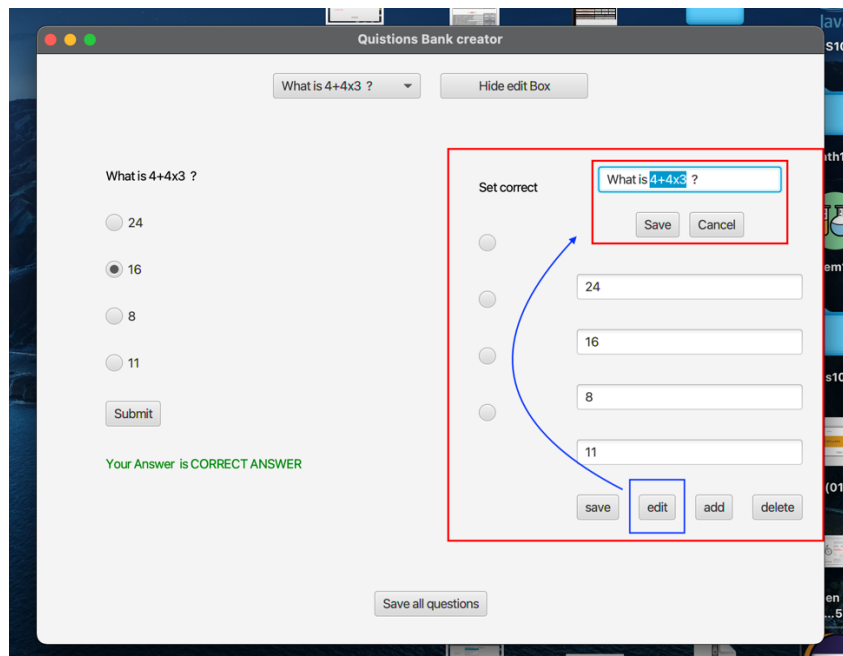 Quistions Bank creator
What is 4+4x3 ?
Hide edit Box
What is 4+4x3 ?
24
16
8
11
Submit
Your Answer is CORRECT ANSWER
Set correct
What is 4+4x3 ?
Save Cancel
24
16
8
11
save edit add delete
Save all questions